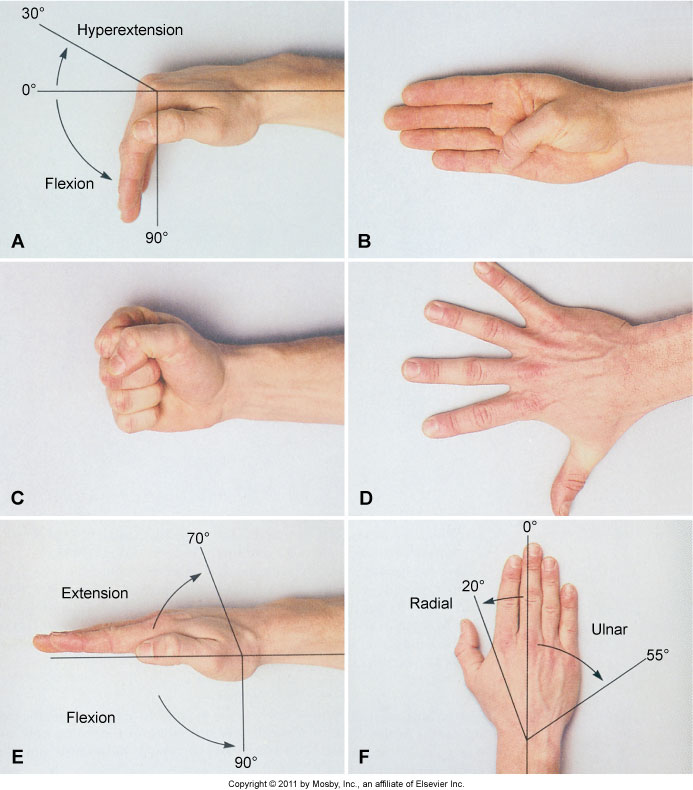 30°
Hyperextension
0°
Flexion
90°
A
B
C
D
70°
Extension
Flexion
90°
E
0°
20°
Radial
Ulnar
55°
F
Copyright © 2011 by Mosby, Inc., an affiliate of Elsevier Inc.